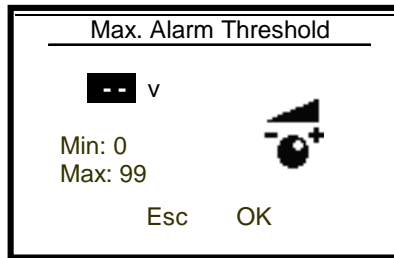 Max. Alarm Threshold
-- v
Min: 0
Max: 99
Esc OK